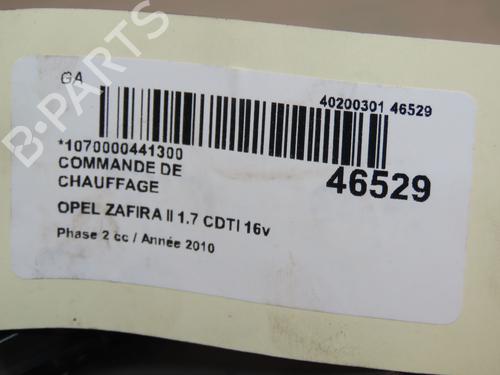 GA
40200301 46529
*1070000441300
COMMANDE DE
CHAUFFAGE
46529
OPEL ZAFIRA II 1.7 CDTI 16v
Phase 2 cc / Année 2010
B-PARTS